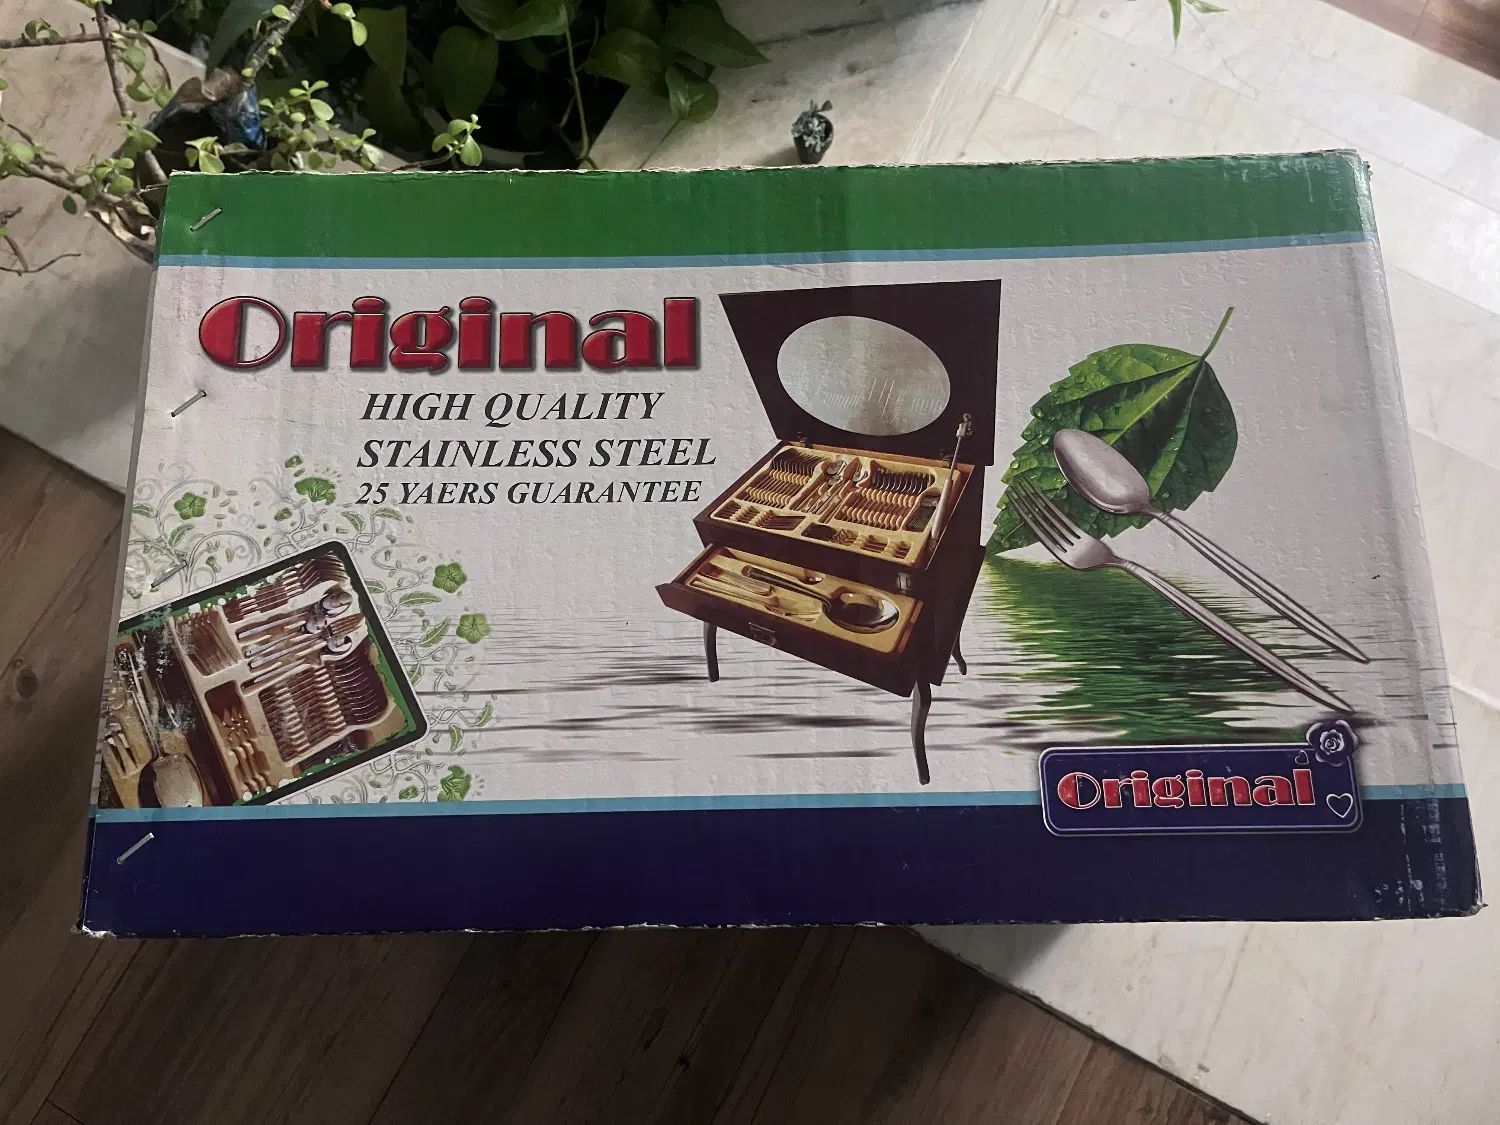 Original
HIGH QUALITY
STAINLESS STEEL
25 YAERS GUARANTEE
Original